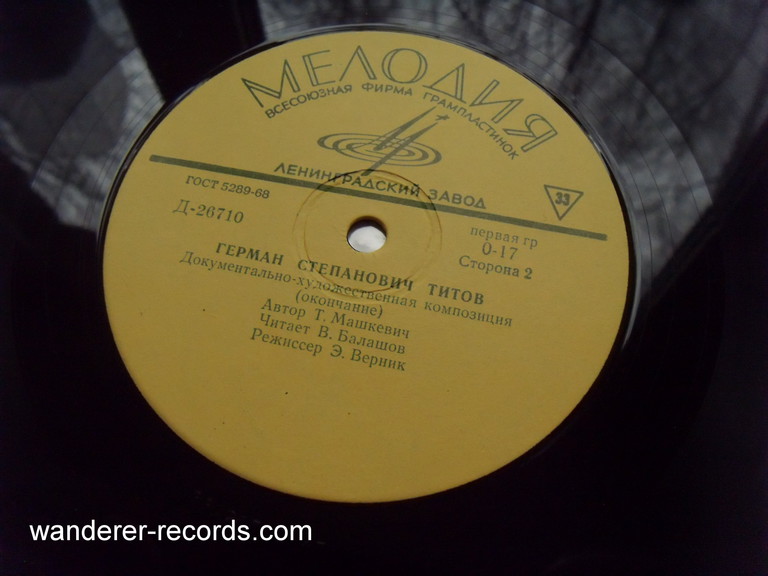 МЕЛОДИЯ
ВСЕСОЮЗНАЯ ФИРМА ГРАМПЛАСТИНОК
ЛЕНИНГРАДСКИЙ ЗАВОД
33
ГОСТ 5289-68
Д-26710
первая гр
0-17
Сторона 2
ГЕРМАН СТЕПАНОВИЧ ТИТОВ
Документально-художественная композиция
(окончание)
Автор Т. Машкевич
Читает В. Балашов
Режиссер Э. Верник
wanderer-records.com